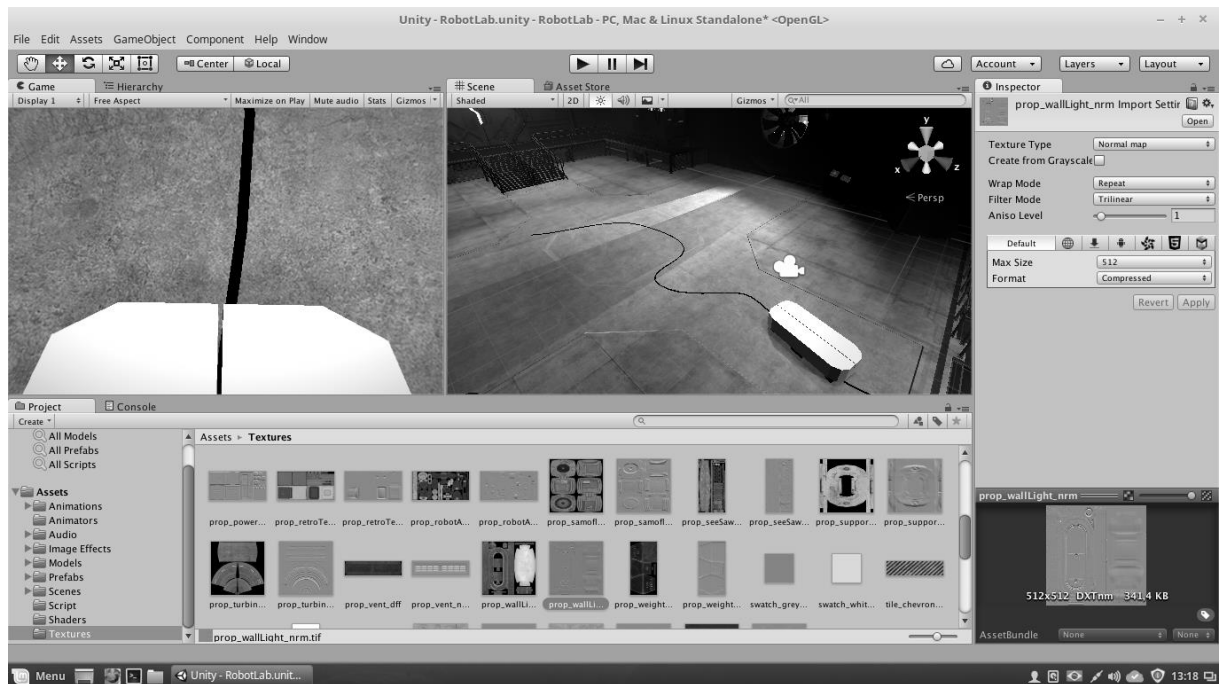 Unity - RobotLab.unity - RobotLab - PC, Mac & Linux Standalone* <OpenGL>
File Edit Assets GameObject Component Help Window
Center Local
Account Layers Layout
Game Hierarchy
Display 1 Free Aspect Maximize on Play Mute audio Stats Gizmos
Scene Asset Store
Shaded 2D Gizmos All
y
x z
Persp
Inspector
prop_wallLight_nrm Import Settir
Open
Texture Type Normal map
Create from Grayscale
Wrap Mode Repeat
Filter Mode Trilinear
Aniso Level 1
Default
Max Size 512
Format Compressed
Revert Apply
Project Console
Create
All Models
All Prefabs
All Scripts
Assets
Animations
Animators
Audio
Image Effects
Models
Prefabs
Scenes
Script
Shaders
Textures
Assets Textures
prop_power... prop_retroTe... prop_retroTe... prop_robotA... prop_robotA... prop_samofl... prop_samofl... prop_seeSaw... prop_seeSaw... prop_suppor... prop_suppor...
prop_turbin... prop_turbin... prop_vent_dff prop_vent_n... prop_wallLi... prop_wallLi... prop_weight... prop_weight... swatch_grey... swatch_whit... tile_chevron...
prop_wallLight_nrm.tif
prop_wallLight_nrm
512x512 DXTnm 341.4 KB
AssetBundle None None
Menu Unity - RobotLab.unit... 13:18